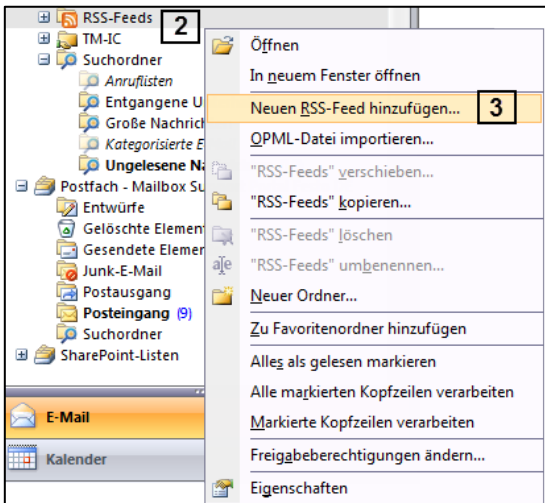 RSS-Feeds 2
TM-IC
Suchordner
Anruflisten
Entgangene U
Große Nachrich
Kategorisierte E
Ungelesene Na
Postfach - Mailbox Su
Entwürfe
Gelöschte Element
Gesendete Elemen
Junk-E-Mail
Postausgang
Posteingang (9)
Suchordner
SharePoint-Listen
E-Mail
Kalender
Öffnen
In neuem Fenster öffnen
Neuen RSS-Feed hinzufügen... 3
OPML-Datei importieren...
"RSS-Feeds" verschieben...
"RSS-Feeds" kopieren...
"RSS-Feeds" löschen
"RSS-Feeds" umbenennen...
Neuer Ordner...
Zu Favoritenordner hinzufügen
Alles als gelesen markieren
Alle markierten Kopfzeilen verarbeiten
Markierte Kopfzeilen verarbeiten
Freigabeberechtigungen ändern...
Eigenschaften